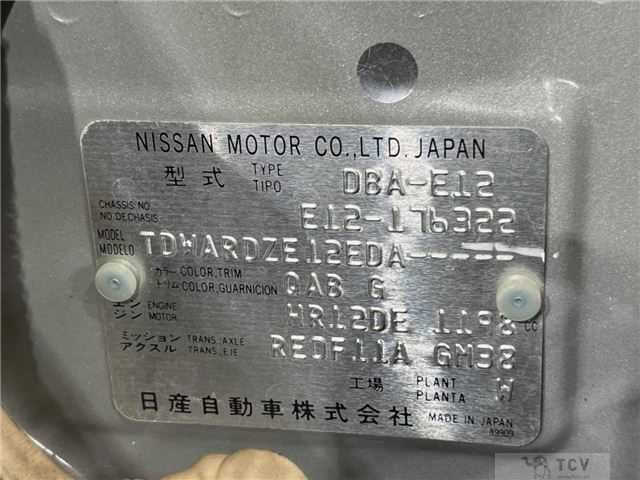 NISSAN MOTOR CO.,LTD. JAPAN
型式 TYPE TIPO DBA-E12
CHASSIS NO. NO.DE CHASIS E12-176322
MODEL MODELO TDWARDZE12EDA-----
カラー COLOR,TRIM トリム COLOR,GUARNICION QAB G
エンジン ENGINE MOTOR HR12DE 1198 CC
ミッション TRANS.,AXLE アクスル TRANS.,EJE RE0F11A GM38
工場 PLANT PLANTA W
日産自動車株式会社 MADE IN JAPAN
49909
TCV